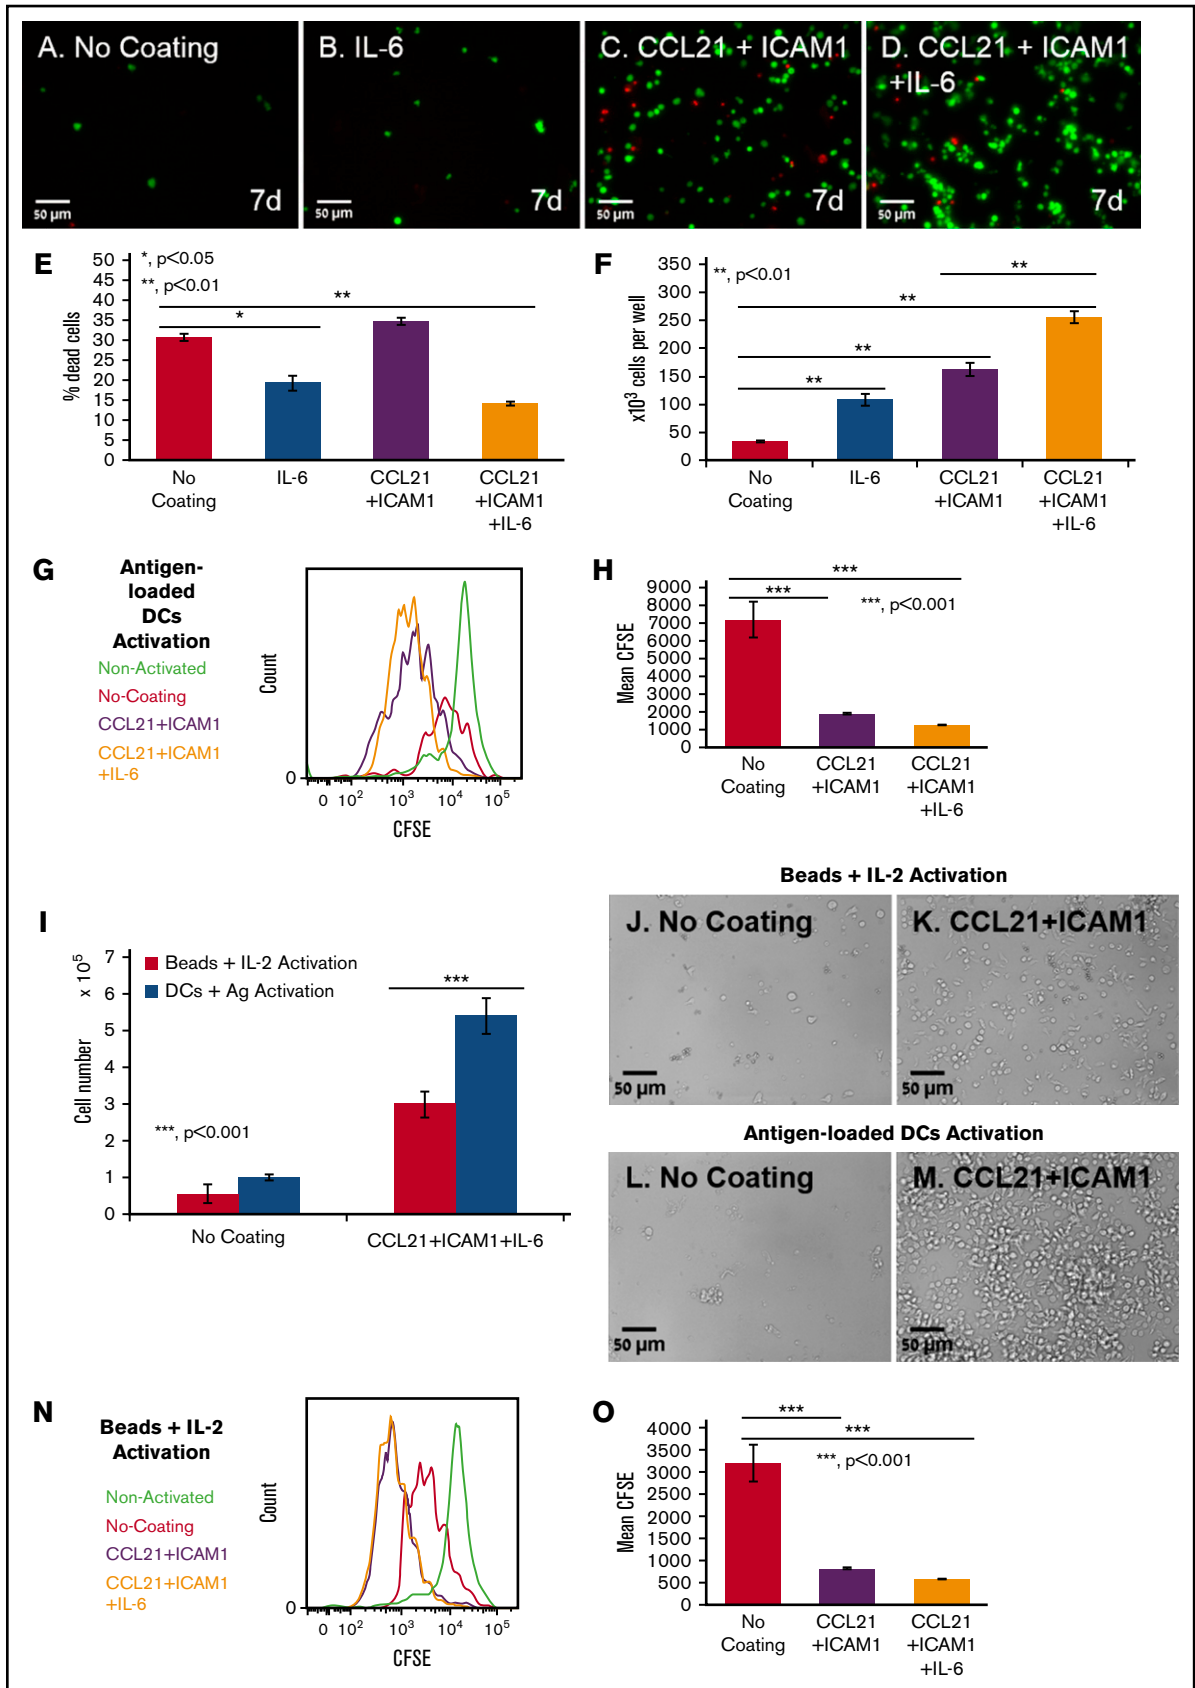 A. No Coating
50 µm
7d
B. IL-6
50 µm
7d
C. CCL21 + ICAM1
50 µm
7d
D. CCL21 + ICAM1
+IL-6
50 µm
7d
E
*, p<0.05
**, p<0.01
% dead cells
50
45
40
35
30
25
20
15
10
5
0
*
**
No
Coating
IL-6
CCL21
+ICAM1
CCL21
+ICAM1
+IL-6
F
**, p<0.01
x10³ cells per well
350
300
250
200
150
100
50
0
**
**
**
**
No
Coating
IL-6
CCL21
+ICAM1
CCL21
+ICAM1
+IL-6
G
Antigen-
loaded
DCs
Activation
Non-Activated
No-Coating
CCL21+ICAM1
CCL21+ICAM1
+IL-6
Count
0
0 10² 10³ 10⁴ 10⁵
CFSE
H
***
***
***, p<0.001
Mean CFSE
9000
8000
7000
6000
5000
4000
3000
2000
1000
0
No
Coating
CCL21
+ICAM1
CCL21
+ICAM1
+IL-6
I
Cell number x 10⁵
7
6
5
4
3
2
1
0
Beads + IL-2 Activation
DCs + Ag Activation
***
***, p<0.001
No Coating
CCL21+ICAM1+IL-6
Beads + IL-2 Activation
J. No Coating
50 µm
K. CCL21+ICAM1
50 µm
Antigen-loaded DCs Activation
L. No Coating
50 µm
M. CCL21+ICAM1
50 µm
N
Beads + IL-2
Activation
Non-Activated
No-Coating
CCL21+ICAM1
CCL21+ICAM1
+IL-6
Count
0
0 10² 10³ 10⁴ 10⁵
CFSE
O
***
***
***, p<0.001
Mean CFSE
4000
3500
3000
2500
2000
1500
1000
500
0
No
Coating
CCL21
+ICAM1
CCL21
+ICAM1
+IL-6